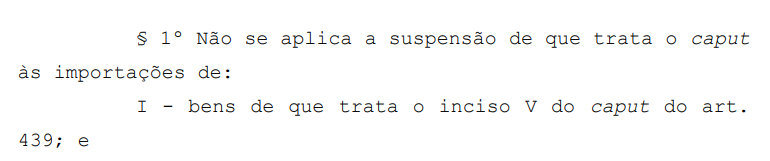 § 1º Não se aplica a suspensão de que trata o caput
às importações de:
I - bens de que trata o inciso V do caput do art.
439; e